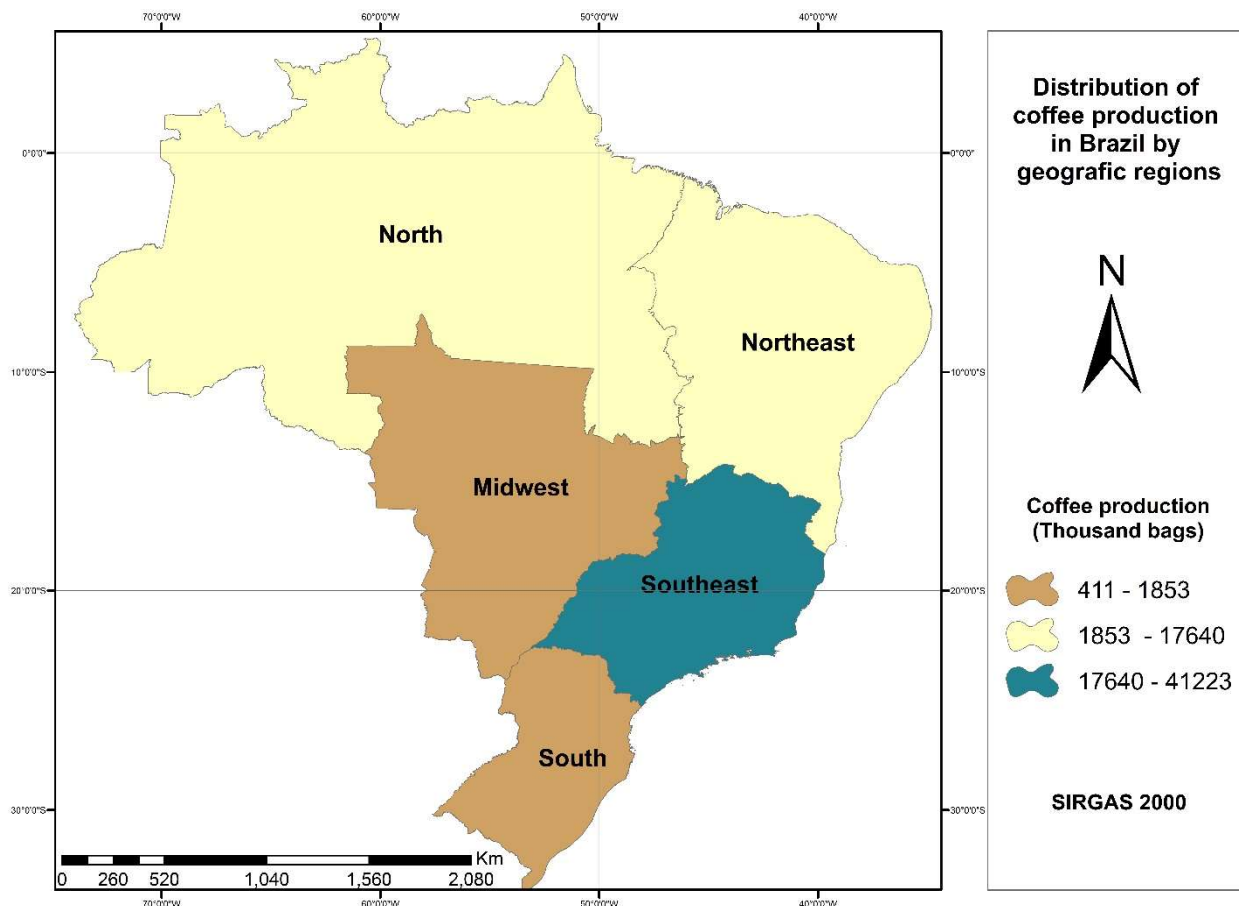 70°0'0"W 60°0'0"W 50°0'0"W 40°0'0"W
Distribution of
coffee production
in Brazil by
geografic regions
0°0'0" 0°0'0"
North
N
Northeast
10°0'0"S 10°0'0"S
Midwest
Coffee production
(Thousand bags)
Southeast
411 - 1853
20°0'0"S 20°0'0"S
1853 - 17640
17640 - 41223
South
SIRGAS 2000
30°0'0"S 30°0'0"S
Km
0 260 520 1,040 1,560 2,080
70°0'0"W 60°0'0"W 50°0'0"W 40°0'0"W